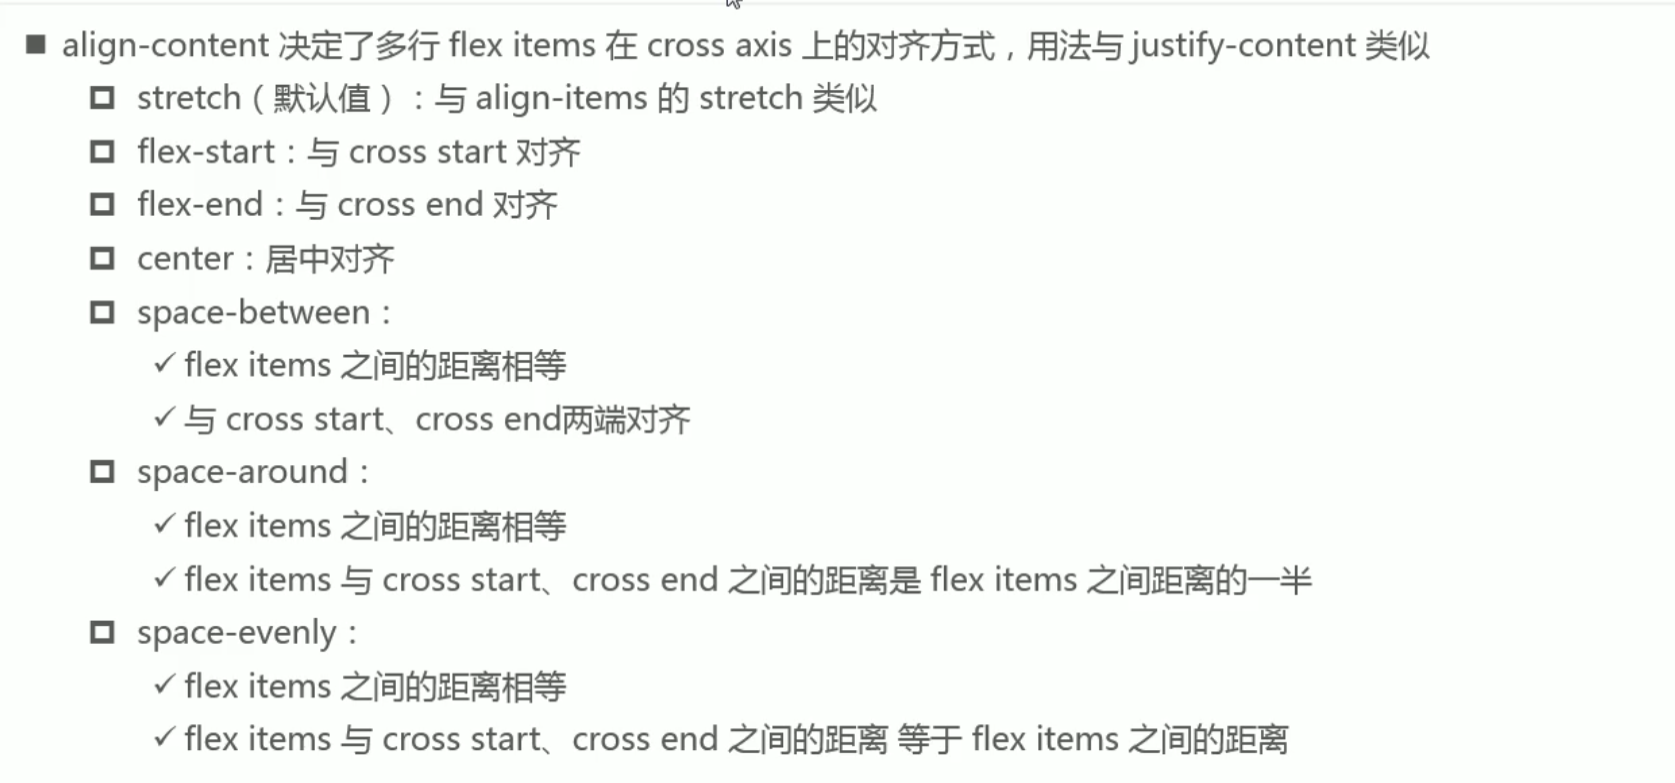 align-content 决定了多行 flex items 在 cross axis 上的对齐方式，用法与 justify-content 类似
stretch（默认值）：与 align-items 的 stretch 类似
flex-start：与 cross start 对齐
flex-end：与 cross end 对齐
center：居中对齐
space-between：
flex items 之间的距离相等
与 cross start、cross end两端对齐
space-around：
flex items 之间的距离相等
flex items 与 cross start、cross end 之间的距离是 flex items 之间距离的一半
space-evenly：
flex items 之间的距离相等
flex items 与 cross start、cross end 之间的距离 等于 flex items 之间的距离